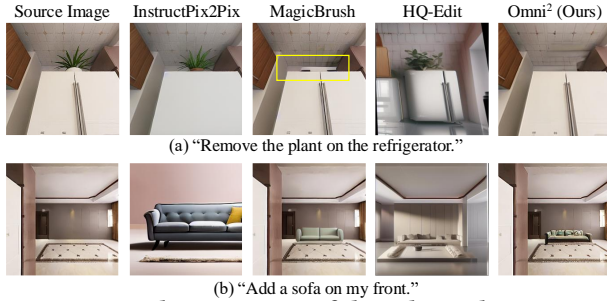 Source Image InstructPix2Pix MagicBrush HQ-Edit Omni² (Ours)
(a) “Remove the plant on the refrigerator.”
(b) “Add a sofa on my front.”